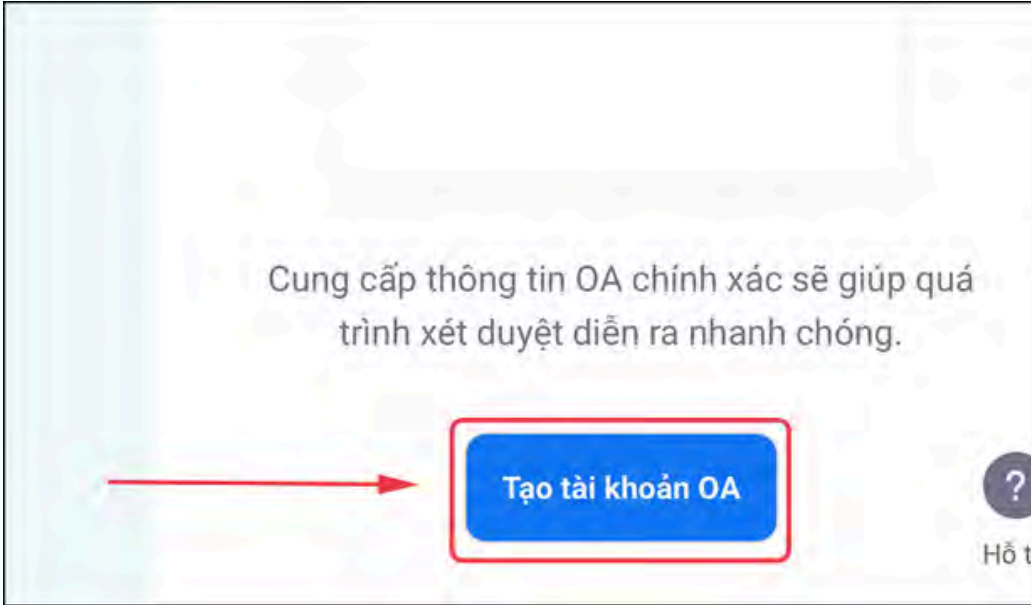 Cung cấp thông tin OA chính xác sẽ giúp quá
trình xét duyệt diễn ra nhanh chóng.
Tạo tài khoản OA
?
Hỗ t